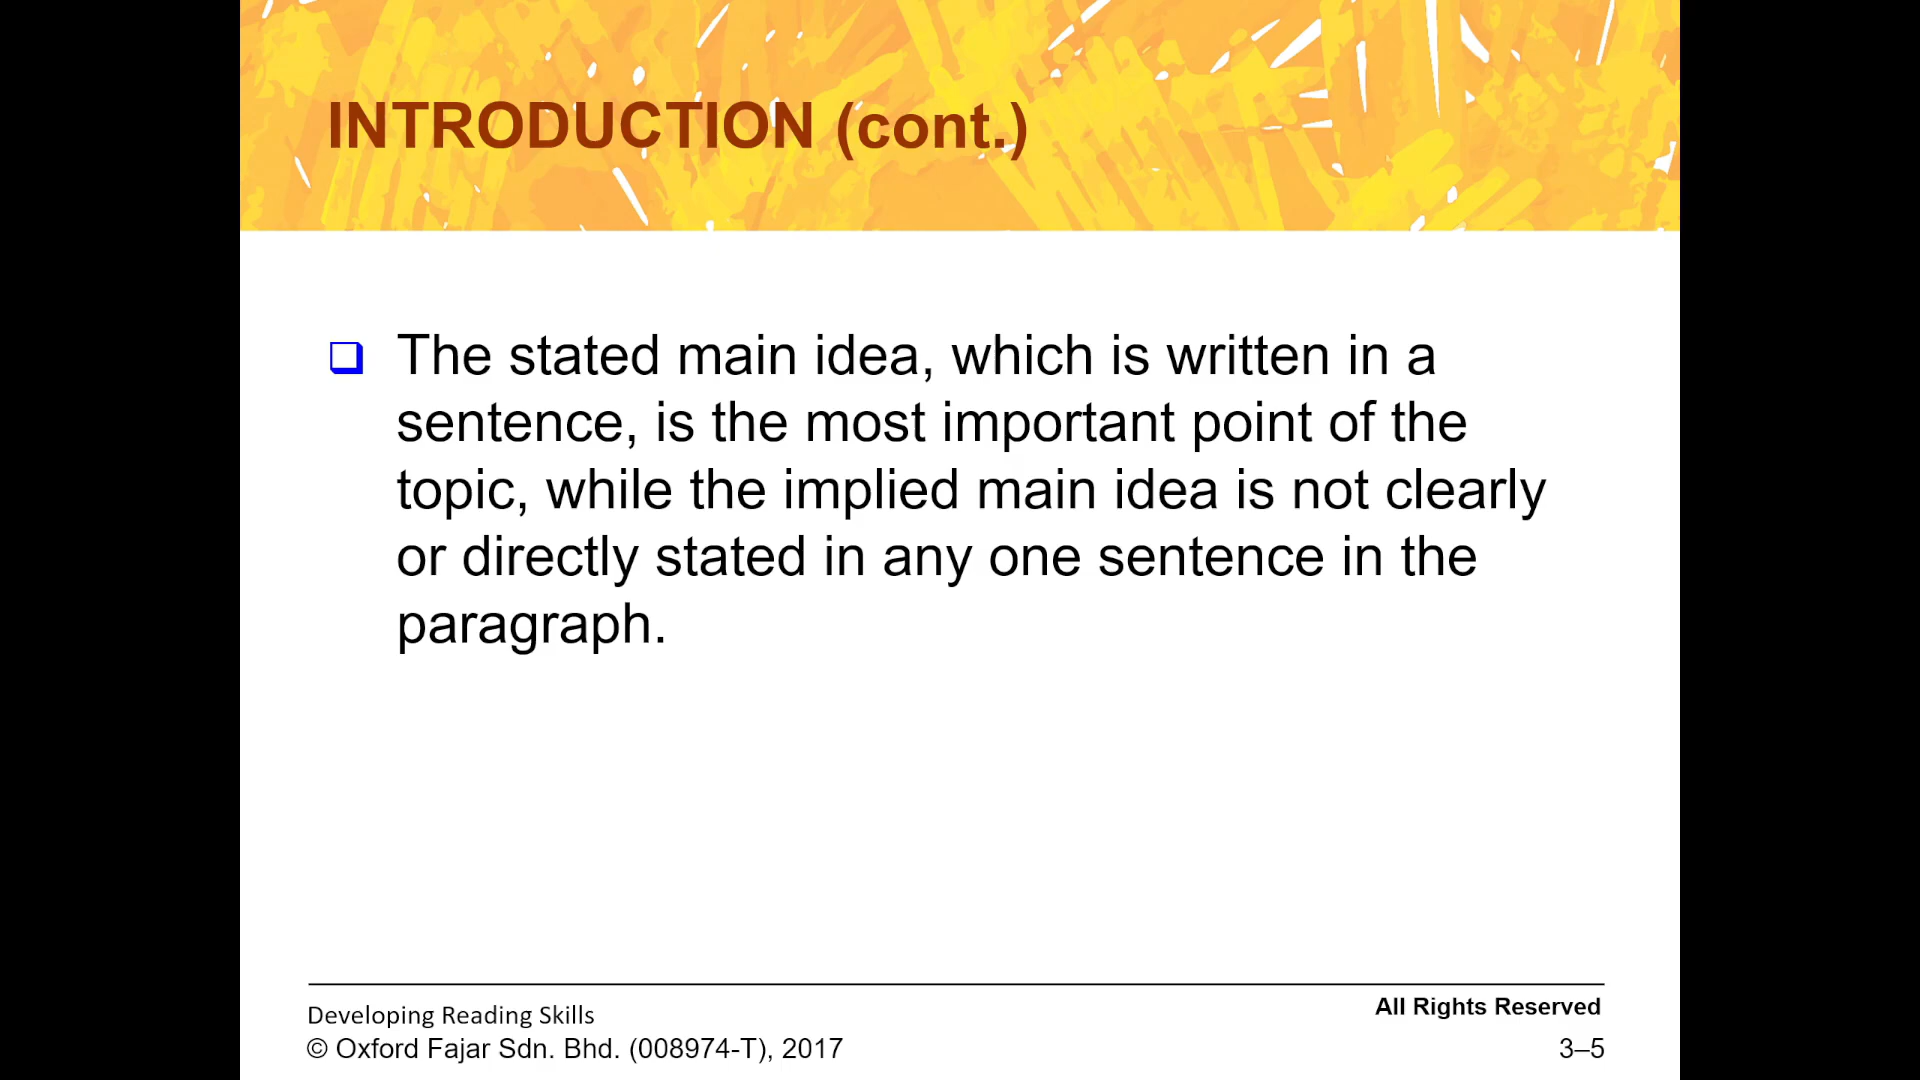 INTRODUCTION (cont.)
The stated main idea, which is written in a
sentence, is the most important point of the
topic, while the implied main idea is not clearly
or directly stated in any one sentence in the
paragraph.
Developing Reading Skills
All Rights Reserved
© Oxford Fajar Sdn. Bhd. (008974-T), 2017
3–5